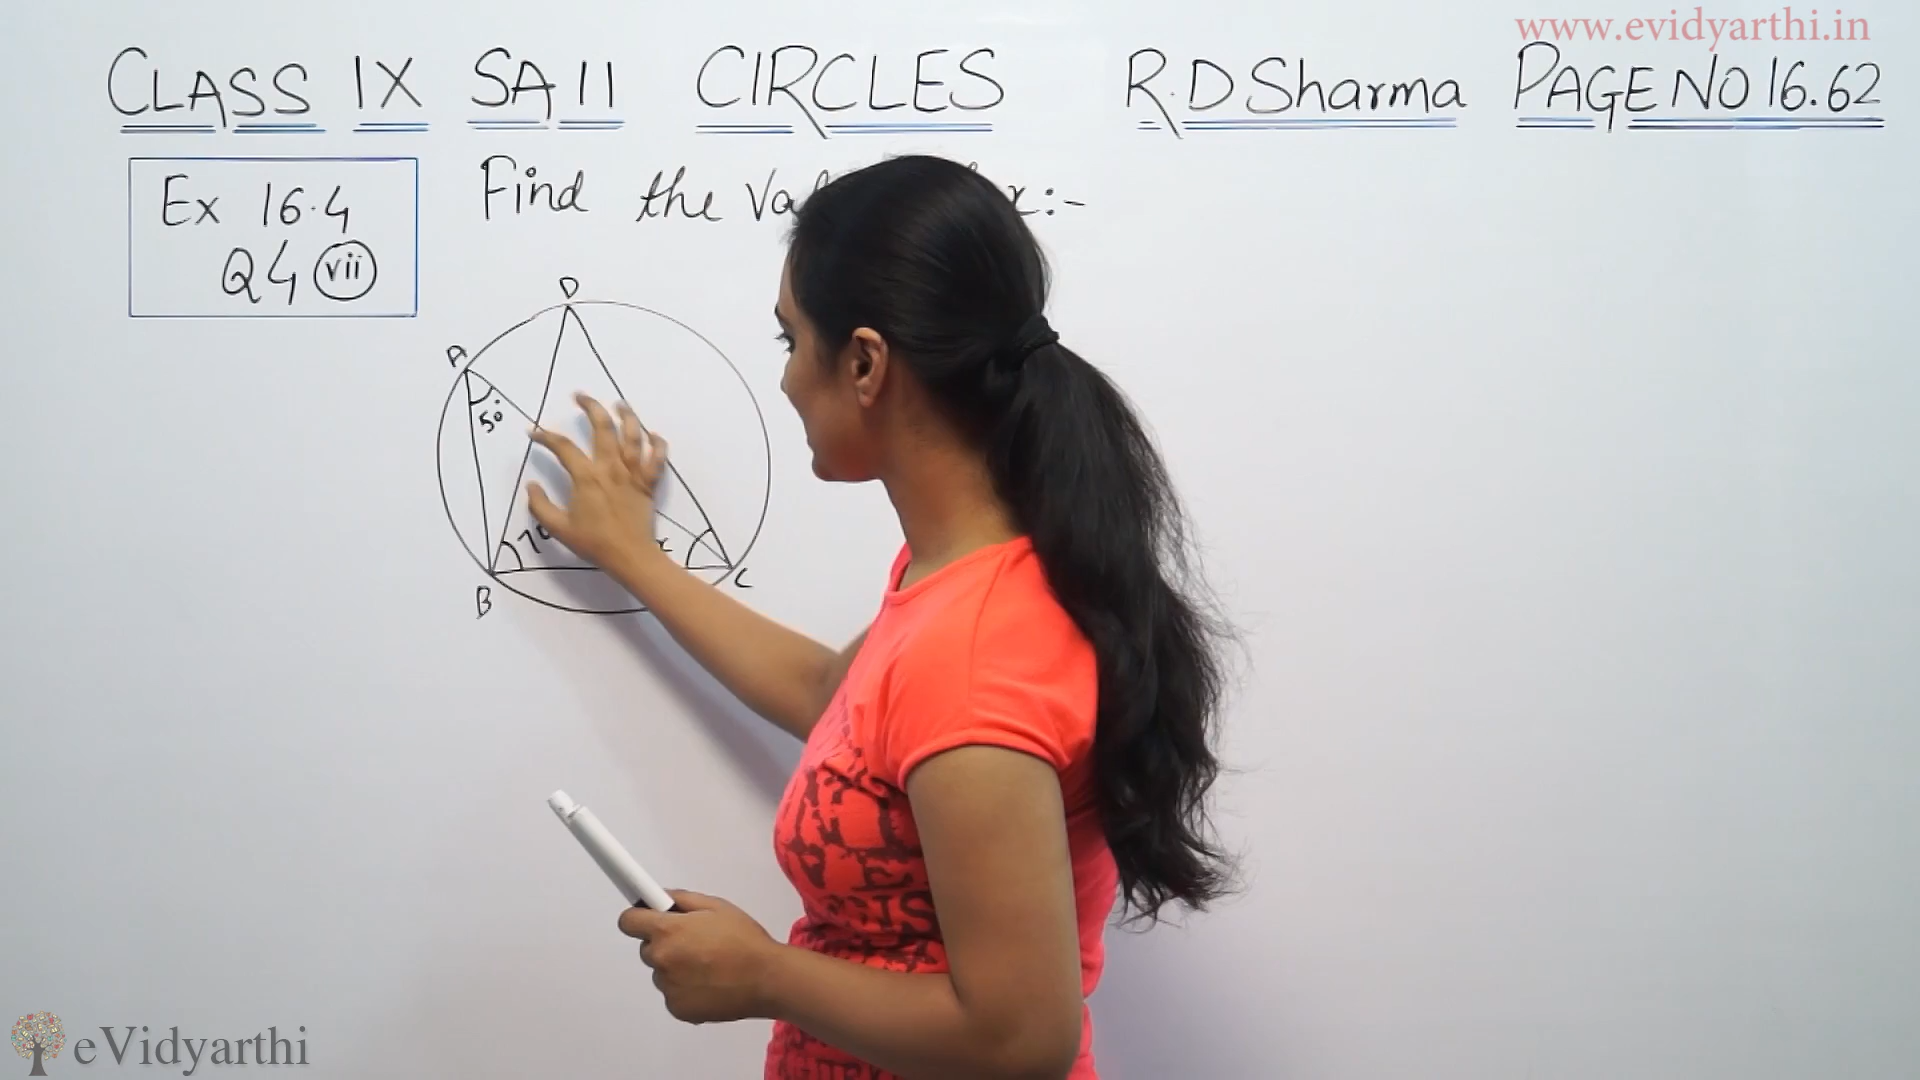 www.evidyarthi.in
CLASS IX SA II CIRCLES R.D Sharma PAGE NO 16.62
Ex 16.4
Q4 (vii)
Find the :-
D
A
50°
70
x
B
C
eVidyarthi